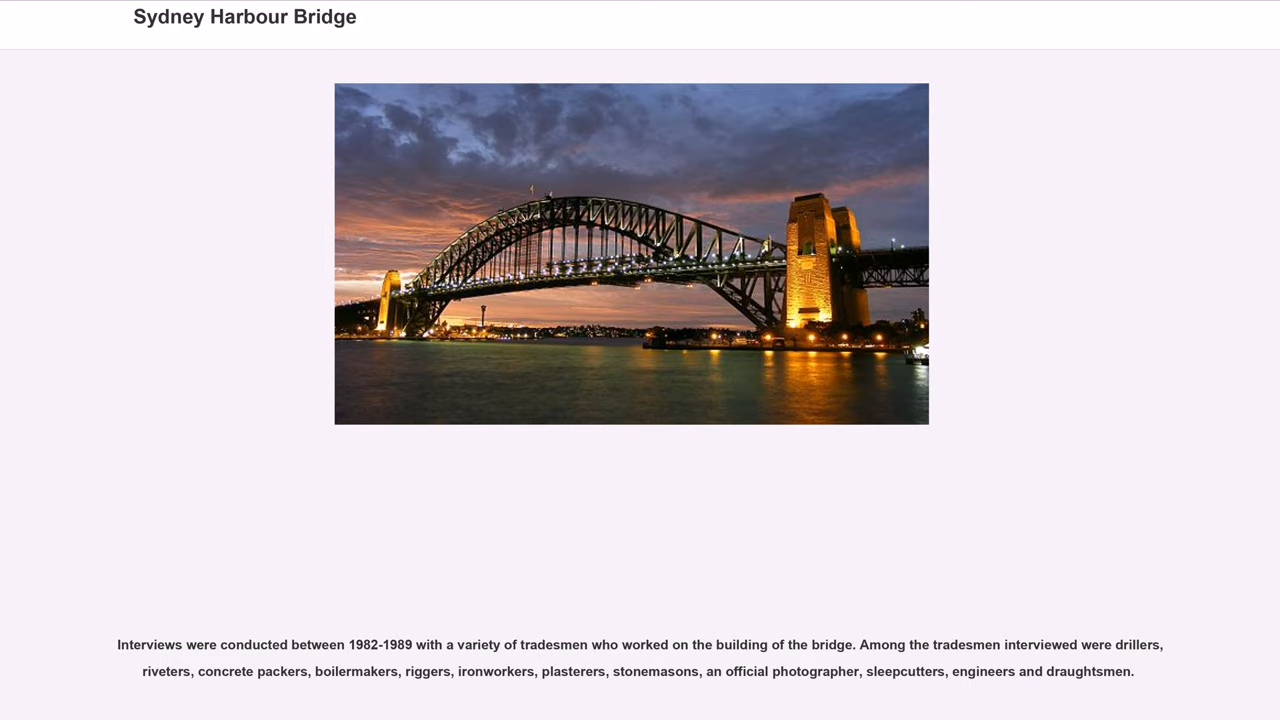 Sydney Harbour Bridge
Interviews were conducted between 1982-1989 with a variety of tradesmen who worked on the building of the bridge. Among the tradesmen interviewed were drillers,
riveters, concrete packers, boilermakers, riggers, ironworkers, plasterers, stonemasons, an official photographer, sleepcutters, engineers and draughtsmen.